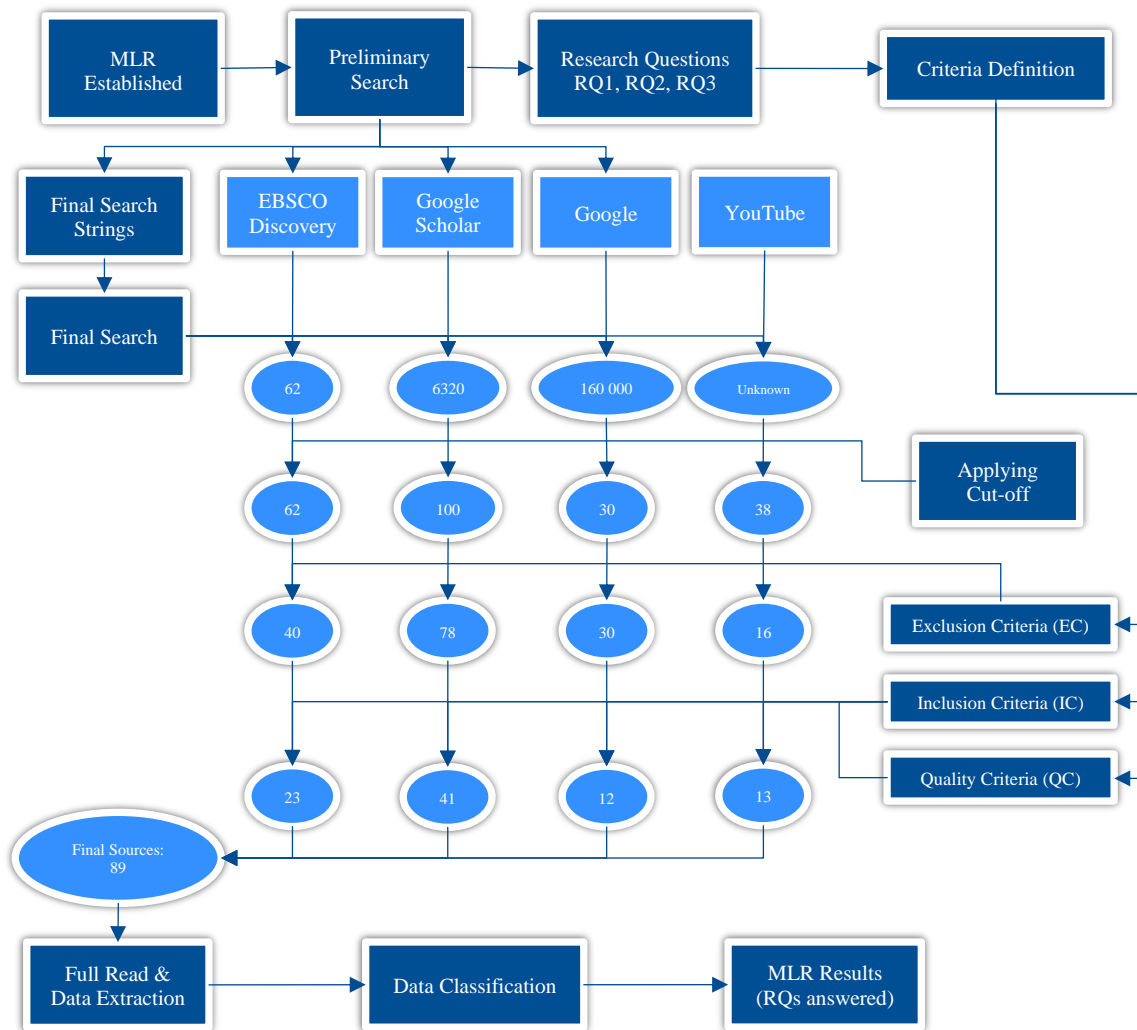 MLR
Established
Preliminary
Search
Research Questions
RQ1, RQ2, RQ3
Criteria Definition
Final Search
Strings
EBSCO
Discovery
Google
Scholar
Google
YouTube
Final Search
62
6320
160 000
Unknown
Applying
Cut-off
62
100
30
38
40
78
30
16
Exclusion Criteria (EC)
Inclusion Criteria (IC)
Quality Criteria (QC)
23
41
12
13
Final Sources:
89
Full Read &
Data Extraction
Data Classification
MLR Results
(RQs answered)